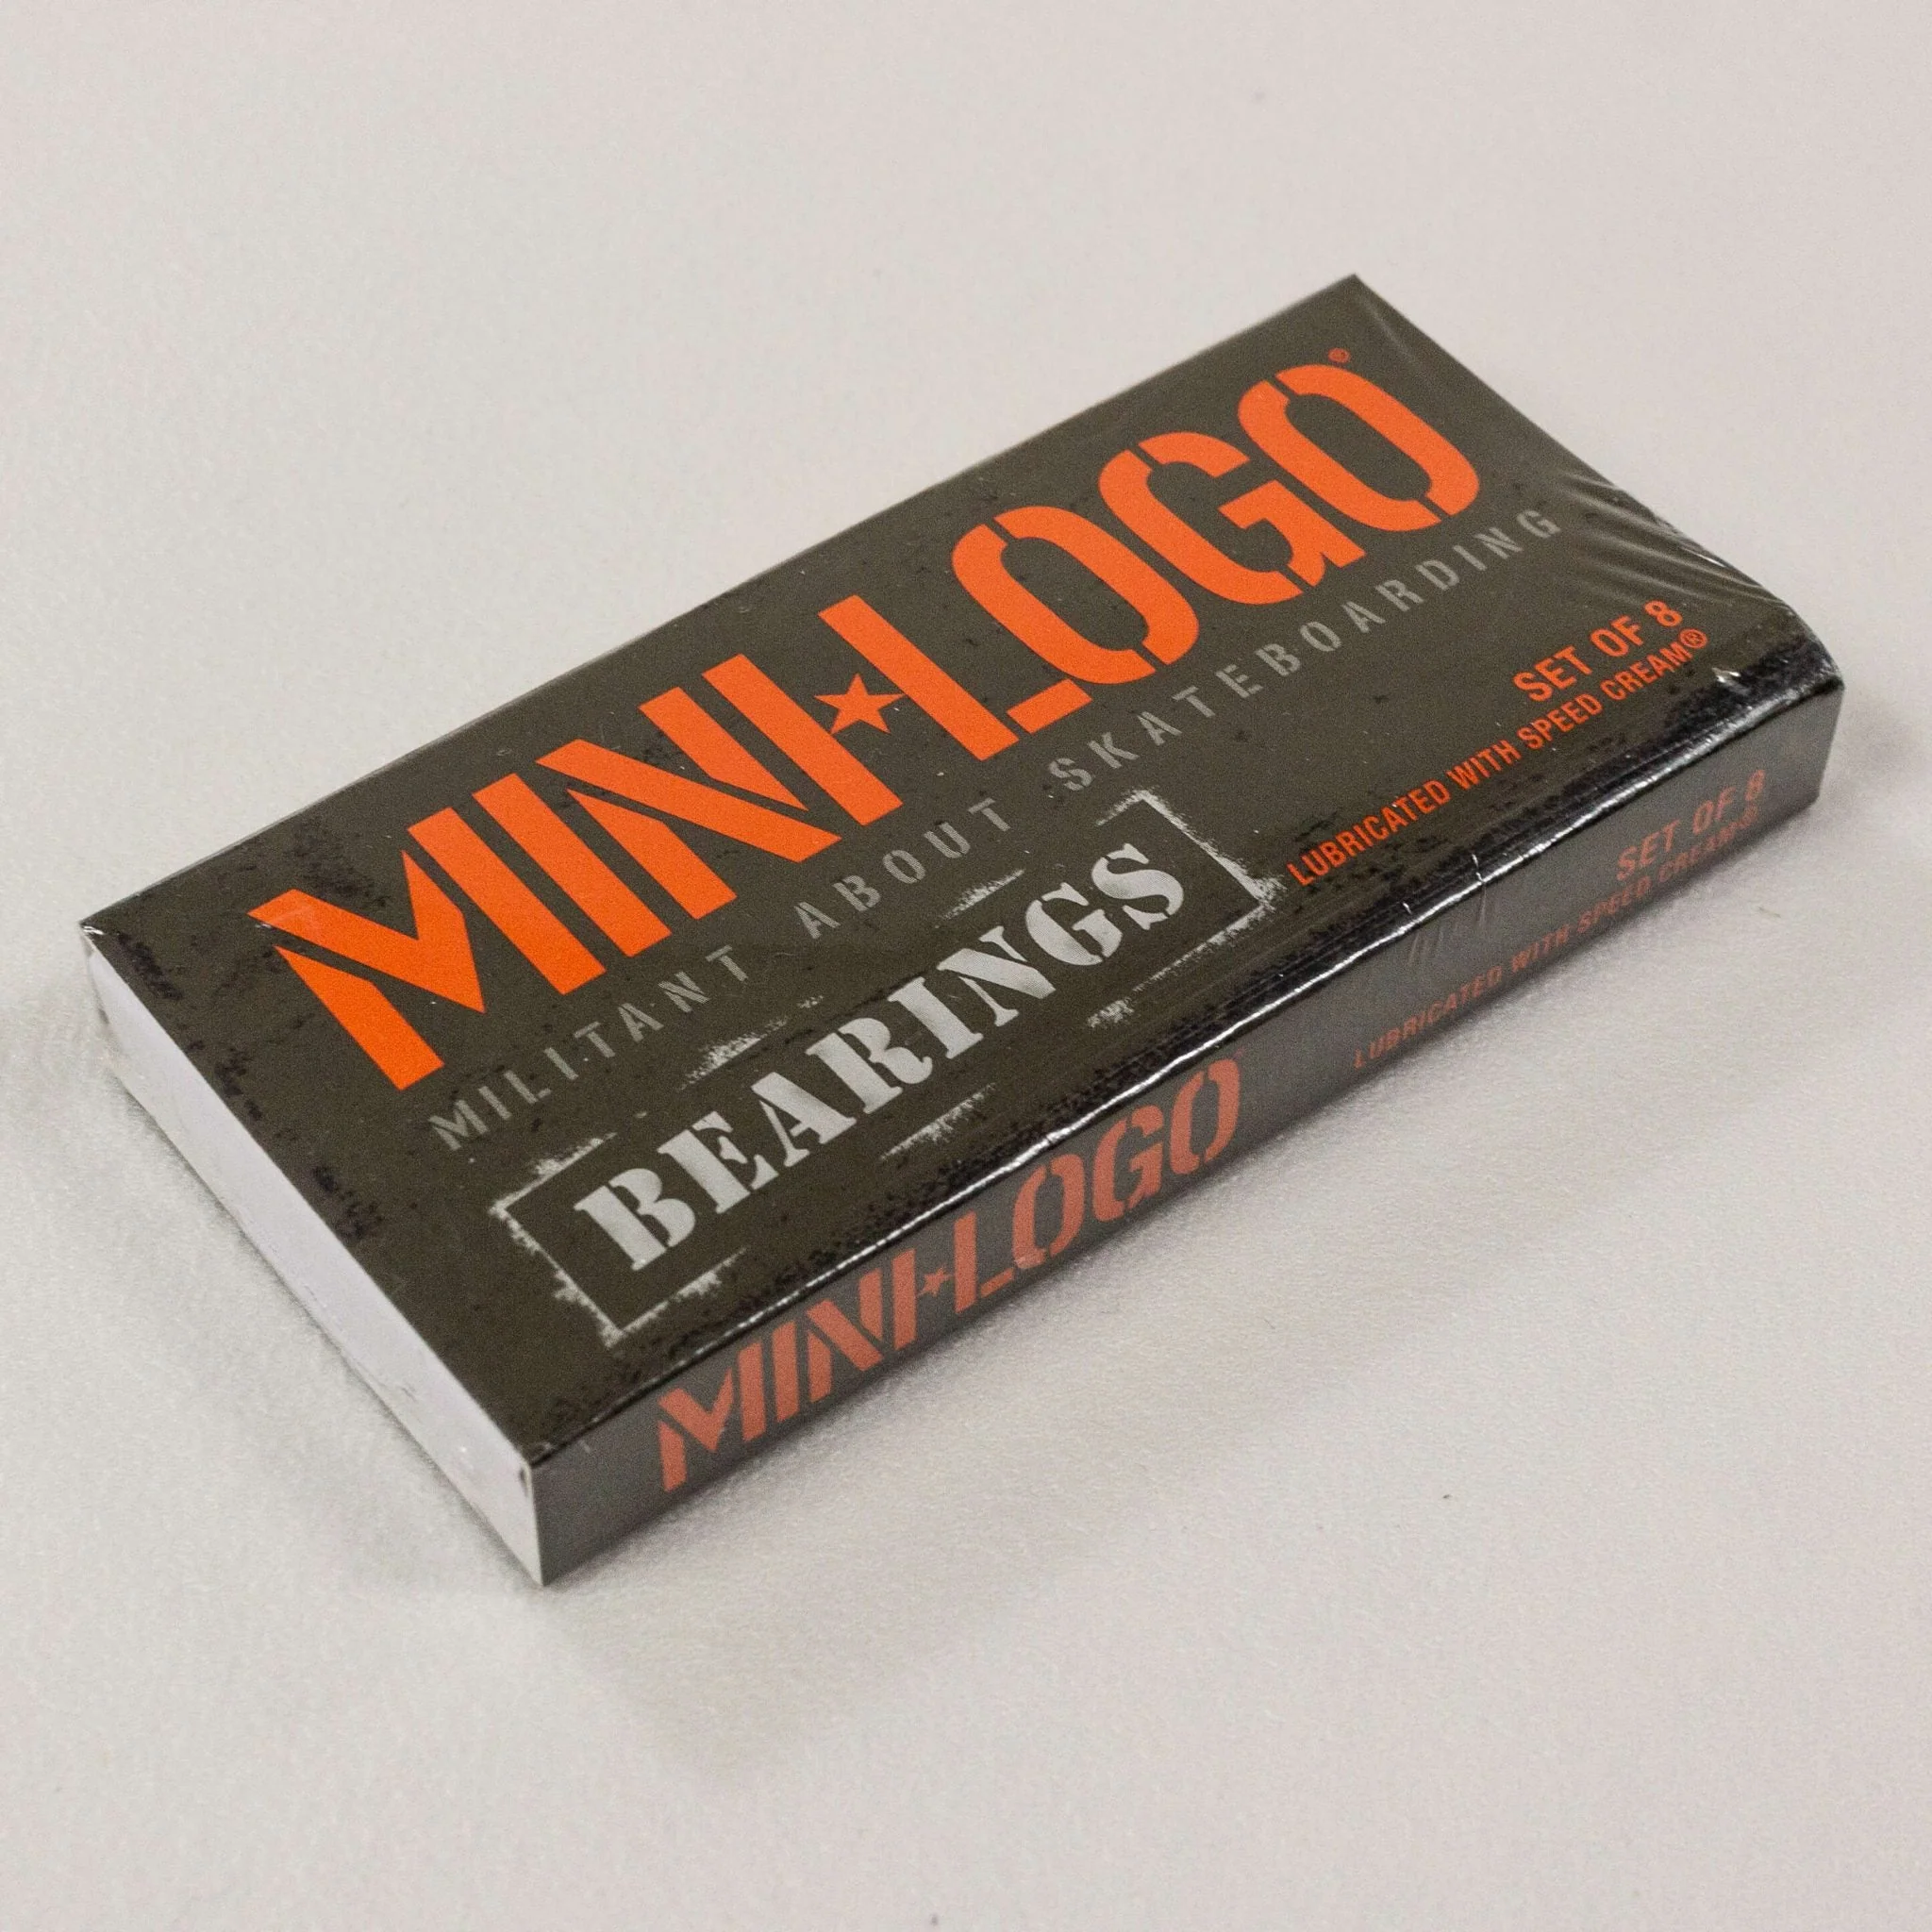 MINI★LOGO®
MILITANT ABOUT SKATEBOARDING
BEARINGS
SET OF 8
LUBRICATED WITH SPEED CREAM®
MINI★LOGO
SET OF 8
LUBRICATED WITH SPEED CREAM®